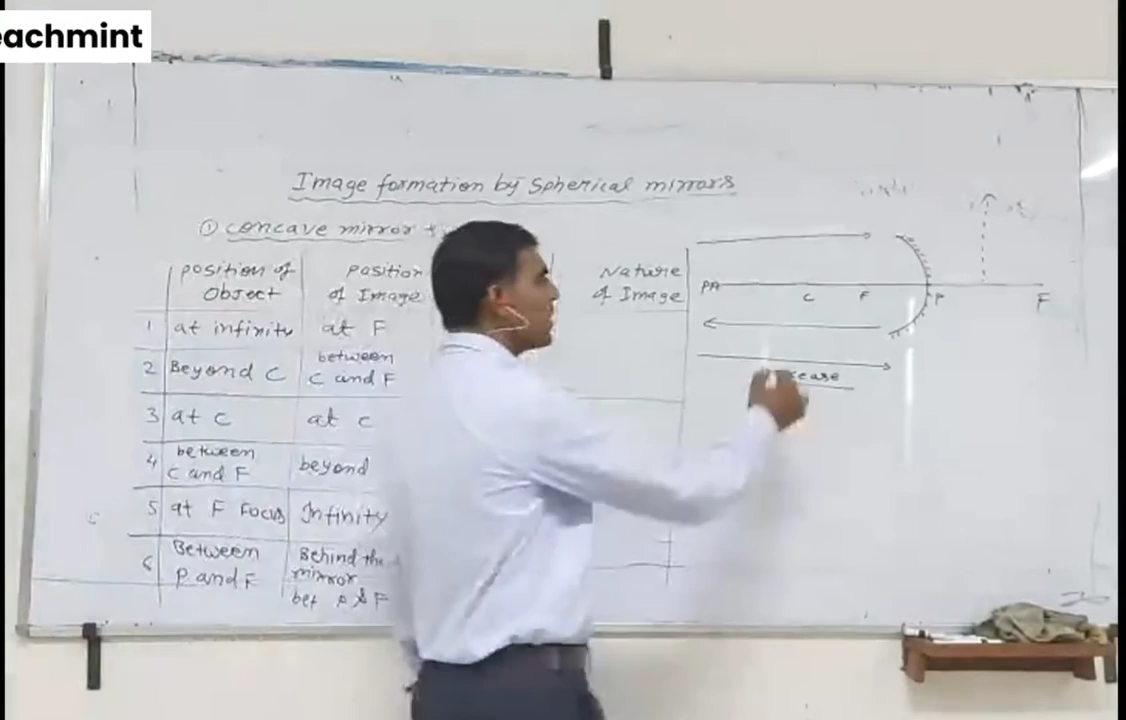 eachmint
Image formation by Spherical mirrors
① concave mirror
Position of
Object
Position
of Image
Nature
of Image
1 at infinity at F
2 Beyond C between
C and F
3 at C at C
4 between
C and F
beyond
5 at F Focus Infinity
6 Between
P and F
Behind the
mirror
bet P & F
PA C F P F